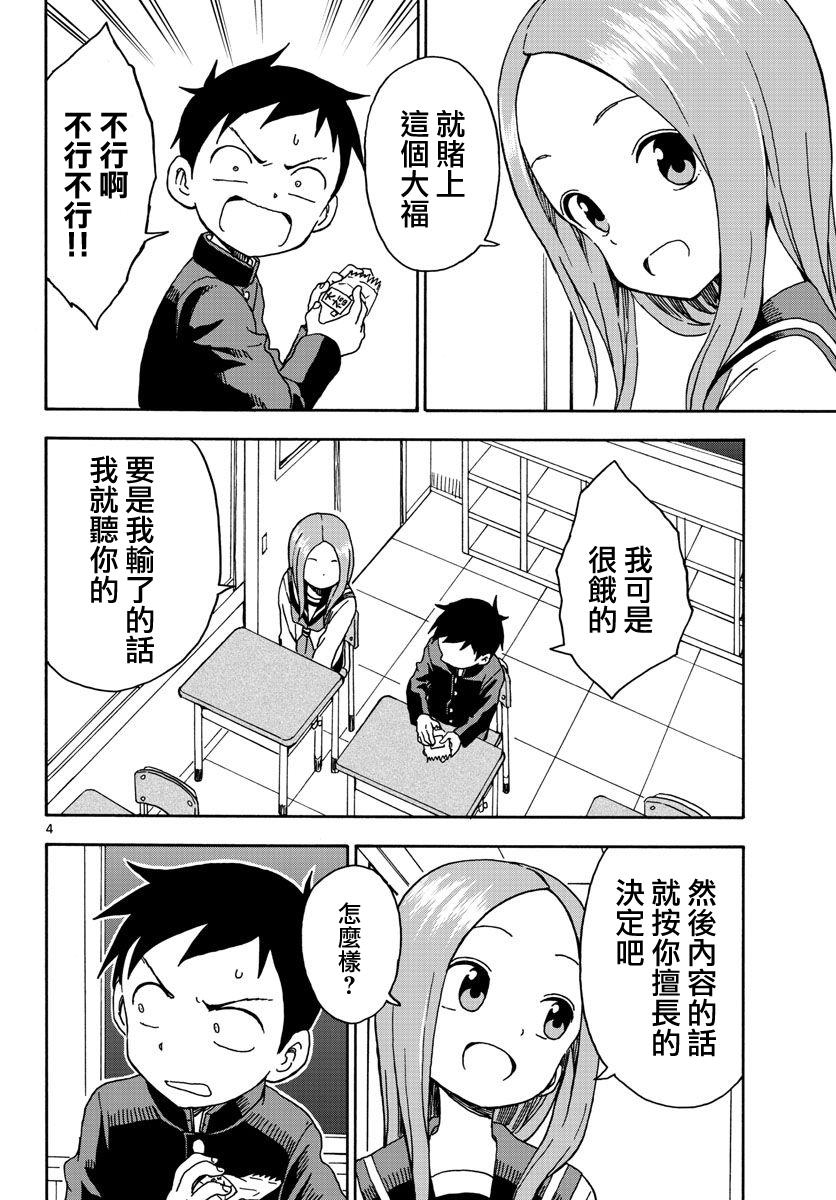 就賭上
這個大福
不行啊
不行不行!!
我可是
很餓的
要是我輸了的話
我就聽你的
4
然後內容的話
就按你擅長的
決定吧
怎麼樣?